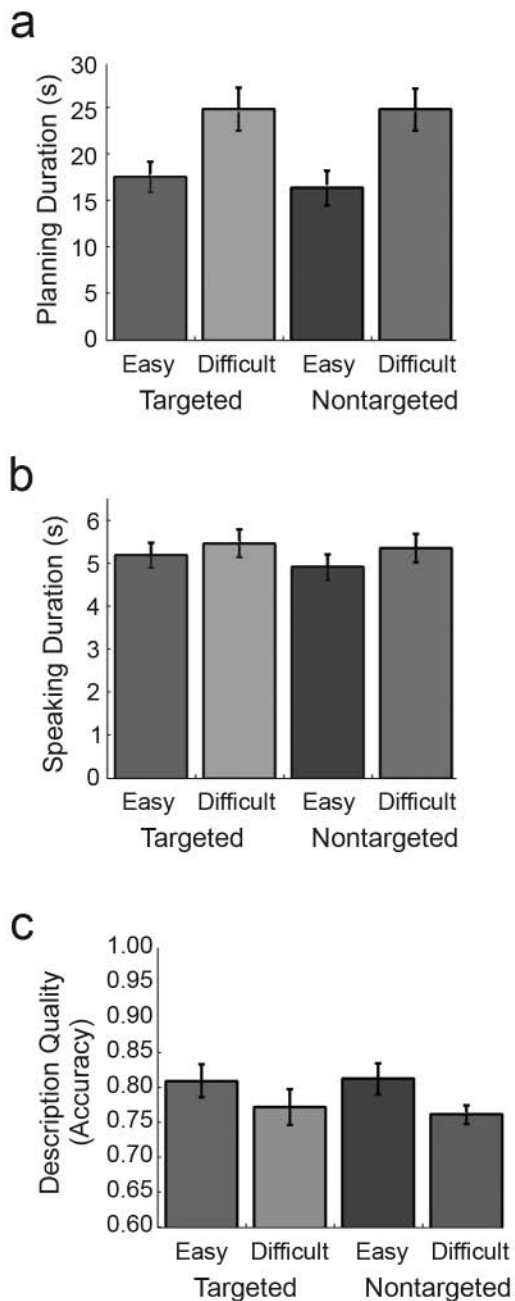 a
Planning Duration (s)
30
25
20
15
10
5
0
Easy Difficult Easy Difficult
Targeted Nontargeted
b
Speaking Duration (s)
6
5
4
3
2
1
0
Easy Difficult Easy Difficult
Targeted Nontargeted
c
Description Quality
(Accuracy)
1.00
0.95
0.90
0.85
0.80
0.75
0.70
0.65
0.60
Easy Difficult Easy Difficult
Targeted Nontargeted